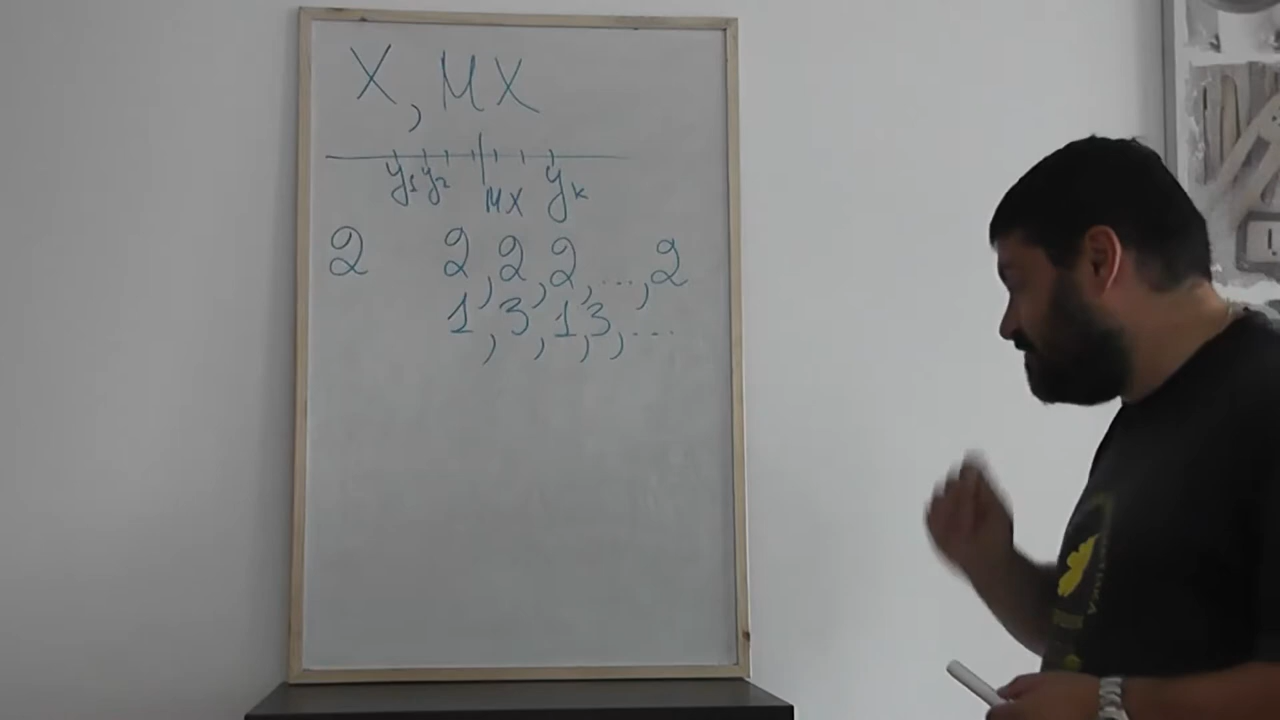 X, MX
y₁ y₂ MX yₖ
2 2, 2, 2, ..., 2
1, 3, 1, 3, ...